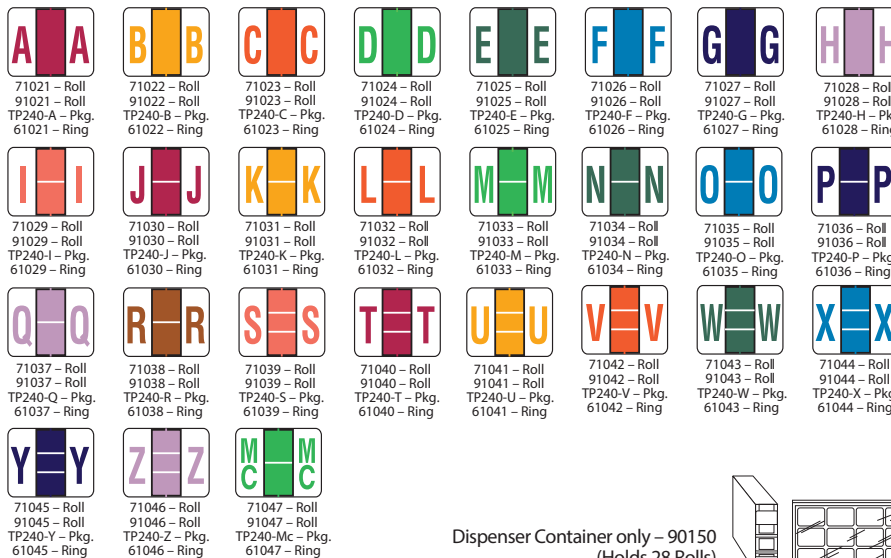 A A
71021 – Roll
91021 – Roll
TP240-A – Pkg.
61021 – Ring
B B
71022 – Roll
91022 – Roll
TP240-B – Pkg.
61022 – Ring
C C
71023 – Roll
91023 – Roll
TP240-C – Pkg.
61023 – Ring
D D
71024 – Roll
91024 – Roll
TP240-D – Pkg.
61024 – Ring
E E
71025 – Roll
91025 – Roll
TP240-E – Pkg.
61025 – Ring
F F
71026 – Roll
91026 – Roll
TP240-F – Pkg.
61026 – Ring
G G
71027 – Roll
91027 – Roll
TP240-G – Pkg.
61027 – Ring
H H
71028 – Roll
91028 – Roll
TP240-H – Pkg
61028 – Ring
I I
71029 – Roll
91029 – Roll
TP240-I – Pkg.
61029 – Ring
J J
71030 – Roll
91030 – Roll
TP240-J – Pkg.
61030 – Ring
K K
71031 – Roll
91031 – Roll
TP240-K – Pkg.
61031 – Ring
L L
71032 – Roll
91032 – Roll
TP240-L – Pkg.
61032 – Ring
M M
71033 – Roll
91033 – Roll
TP240-M – Pkg.
61033 – Ring
N N
71034 – Roll
91034 – Roll
TP240-N – Pkg.
61034 – Ring
O O
71035 – Roll
91035 – Roll
TP240-O – Pkg.
61035 – Ring
P P
71036 – Roll
91036 – Roll
TP240-P – Pkg
61036 – Ring
Q Q
71037 – Roll
91037 – Roll
TP240-Q – Pkg.
61037 – Ring
R R
71038 – Roll
91038 – Roll
TP240-R – Pkg.
61038 – Ring
S S
71039 – Roll
91039 – Roll
TP240-S – Pkg.
61039 – Ring
T T
71040 – Roll
91040 – Roll
TP240-T – Pkg.
61040 – Ring
U U
71041 – Roll
91041 – Roll
TP240-U – Pkg.
61041 – Ring
V V
71042 – Roll
91042 – Roll
TP240-V – Pkg.
61042 – Ring
W W
71043 – Roll
91043 – Roll
TP240-W – Pkg.
61043 – Ring
X X
71044 – Roll
91044 – Roll
TP240-X – Pkg
61044 – Ring
Y Y
71045 – Roll
91045 – Roll
TP240-Y – Pkg.
61045 – Ring
Z Z
71046 – Roll
91046 – Roll
TP240-Z – Pkg.
61046 – Ring
MC MC
71047 – Roll
91047 – Roll
TP240-Mc – Pkg.
61047 – Ring
Dispenser Container only – 90150
(Holds 28 Rolls)